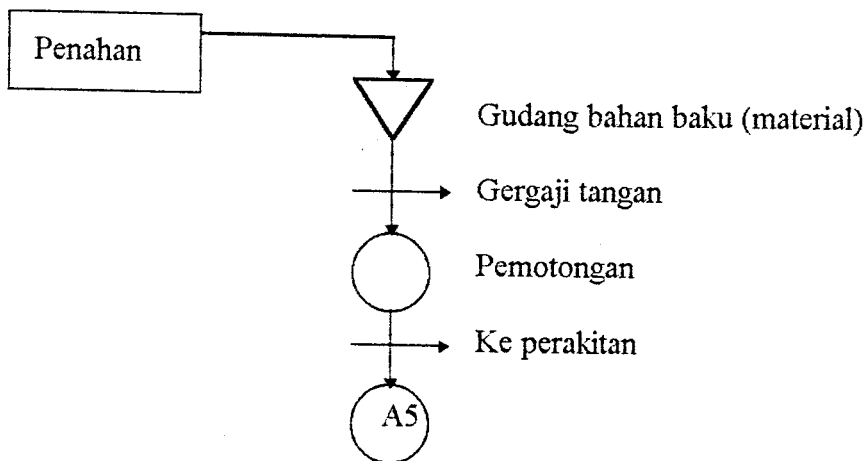 Penahan
Gudang bahan baku (material)
Gergaji tangan
Pemotongan
Ke perakitan
A5